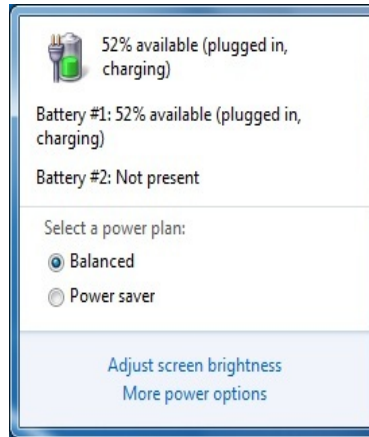 52% available (plugged in,
charging)
Battery #1: 52% available (plugged in,
charging)
Battery #2: Not present
Select a power plan:
Balanced
Power saver
Adjust screen brightness
More power options